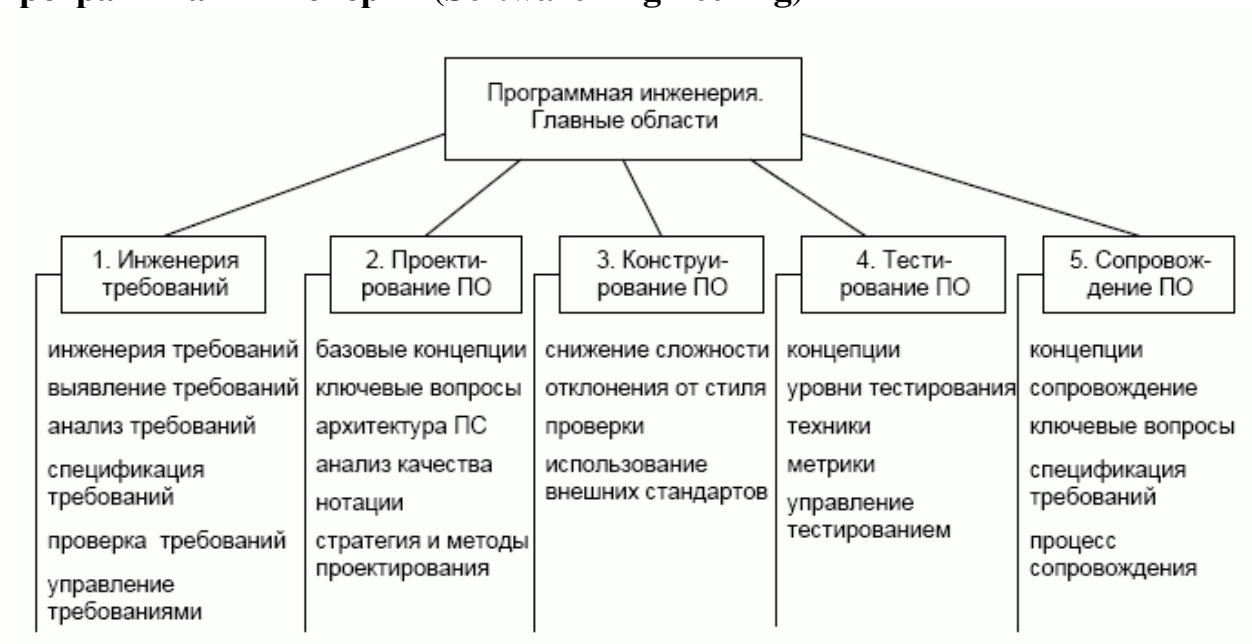 (Software Engineering)
Программная инженерия.
Главные области
1. Инженерия
требований
инженерия требований
выявление требований
анализ требований
спецификация
требований
проверка требований
управление
требованиями
2. Проекти-
рование ПО
базовые концепции
ключевые вопросы
архитектура ПС
анализ качества
нотации
стратегия и методы
проектирования
3. Конструи-
рование ПО
снижение сложности
отклонения от стиля
проверки
использование
внешних стандартов
4. Тести-
рование ПО
концепции
уровни тестирования
техники
метрики
управление
тестированием
5. Сопровож-
дение ПО
концепции
сопровождение
ключевые вопросы
спецификация
требований
процесс
сопровождения